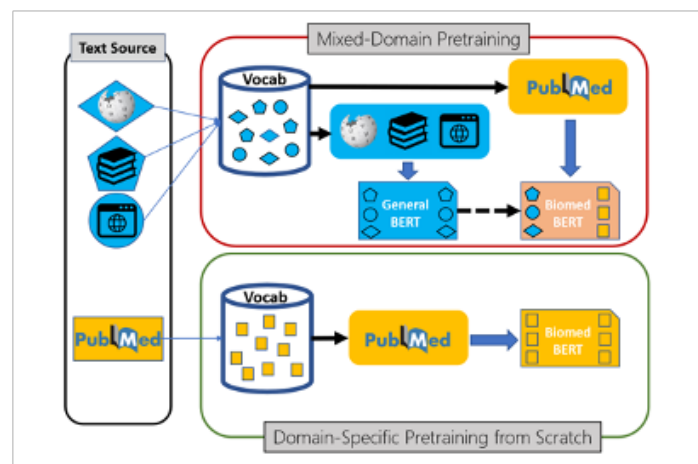 Text Source
Mixed-Domain Pretraining
Vocab
PubMed
General
BERT
Biomed
BERT
Vocab
PubMed
PubMed
Biomed
BERT
Domain-Specific Pretraining from Scratch